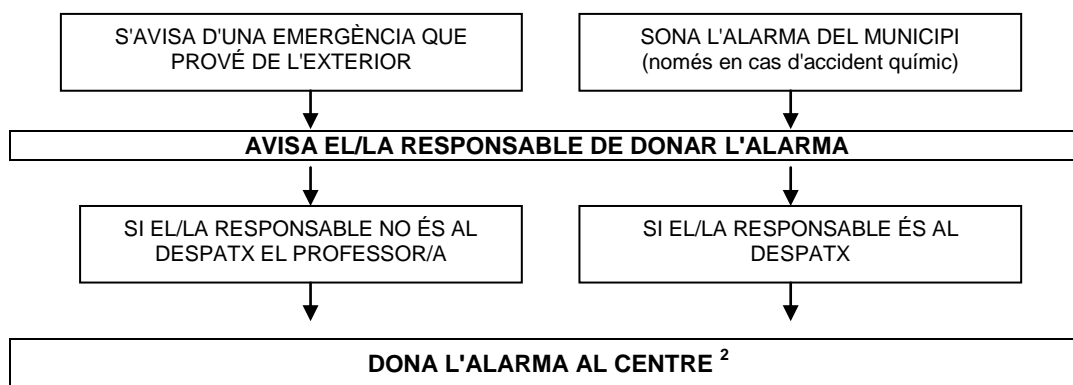 S'AVISA D'UNA EMERGÈNCIA QUE
PROVÉ DE L'EXTERIOR
SONA L'ALARMA DEL MUNICIPI
(només en cas d'accident químic)
AVISA EL/LA RESPONSABLE DE DONAR L'ALARMA
SI EL/LA RESPONSABLE NO ÉS AL
DESPATX EL PROFESSOR/A
SI EL/LA RESPONSABLE ÉS AL
DESPATX
DONA L'ALARMA AL CENTRE ²